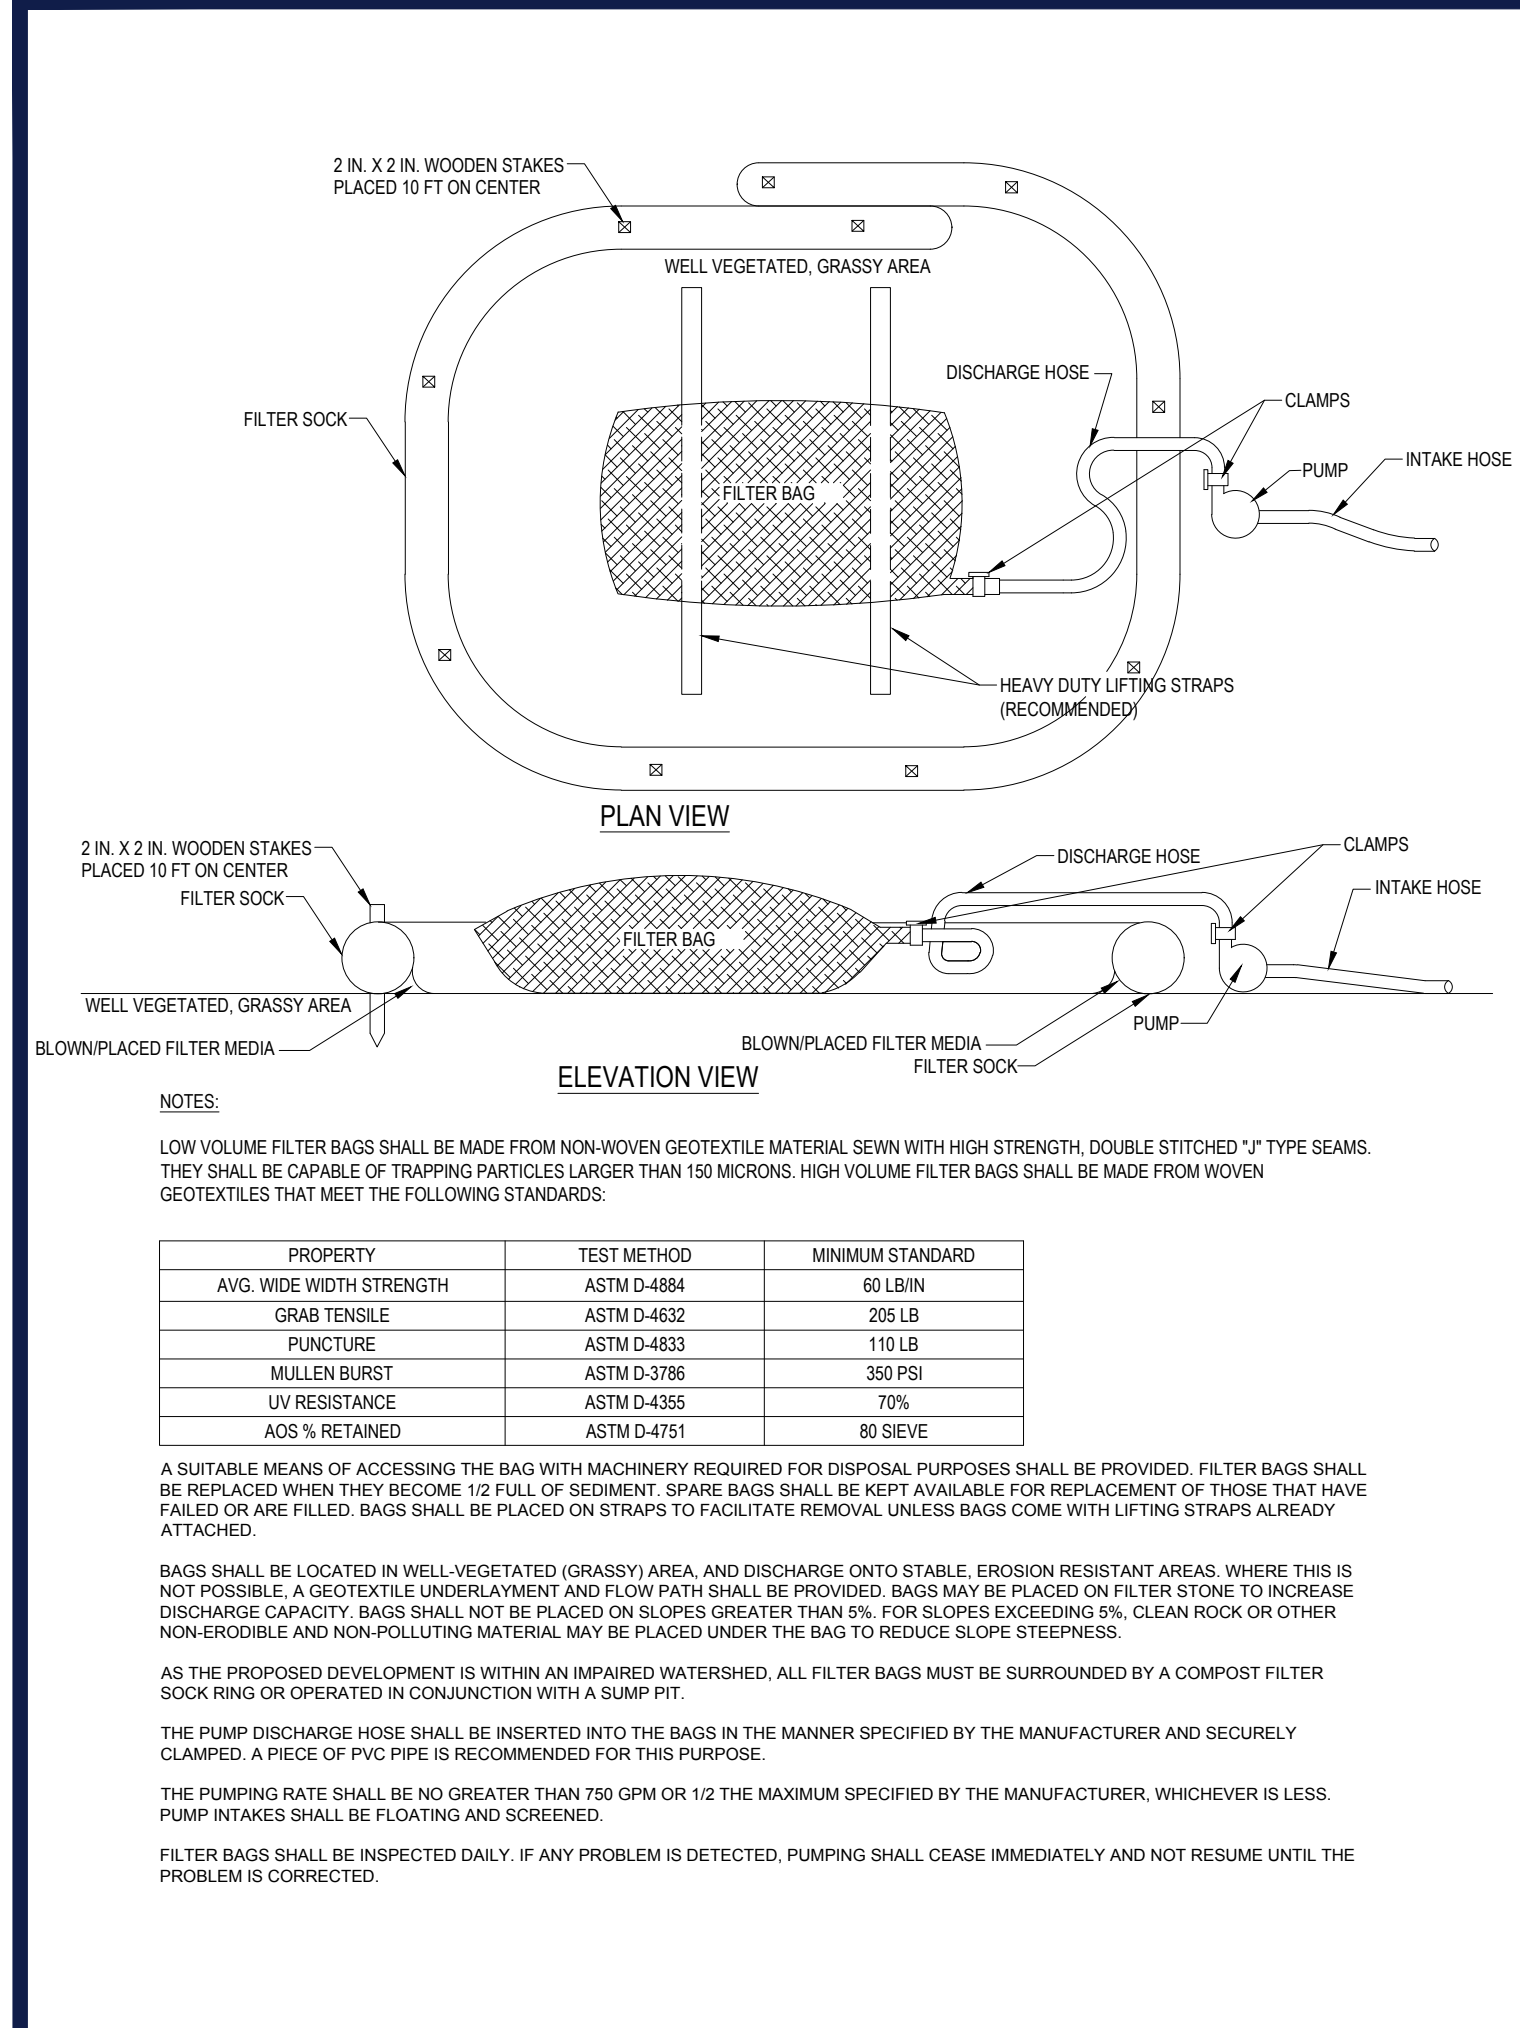 2 IN. X 2 IN. WOODEN STAKES
PLACED 10 FT ON CENTER
WELL VEGETATED, GRASSY AREA
DISCHARGE HOSE
CLAMPS
FILTER SOCK
INTAKE HOSE
PUMP
FILTER BAG
HEAVY DUTY LIFTING STRAPS
(RECOMMENDED)
PLAN VIEW
2 IN. X 2 IN. WOODEN STAKES
PLACED 10 FT ON CENTER
FILTER SOCK
DISCHARGE HOSE
CLAMPS
INTAKE HOSE
FILTER BAG
WELL VEGETATED, GRASSY AREA
PUMP
BLOWN/PLACED FILTER MEDIA
BLOWN/PLACED FILTER MEDIA
FILTER SOCK
ELEVATION VIEW
NOTES:
LOW VOLUME FILTER BAGS SHALL BE MADE FROM NON-WOVEN GEOTEXTILE MATERIAL SEWN WITH HIGH STRENGTH, DOUBLE STITCHED "J" TYPE SEAMS.
THEY SHALL BE CAPABLE OF TRAPPING PARTICLES LARGER THAN 150 MICRONS. HIGH VOLUME FILTER BAGS SHALL BE MADE FROM WOVEN
GEOTEXTILES THAT MEET THE FOLLOWING STANDARDS:
PROPERTY TEST METHOD MINIMUM STANDARD
AVG. WIDE WIDTH STRENGTH ASTM D-4884 60 LB/IN
GRAB TENSILE ASTM D-4632 205 LB
PUNCTURE ASTM D-4833 110 LB
MULLEN BURST ASTM D-3786 350 PSI
UV RESISTANCE ASTM D-4355 70%
AOS % RETAINED ASTM D-4751 80 SIEVE
A SUITABLE MEANS OF ACCESSING THE BAG WITH MACHINERY REQUIRED FOR DISPOSAL PURPOSES SHALL BE PROVIDED. FILTER BAGS SHALL
BE REPLACED WHEN THEY BECOME 1/2 FULL OF SEDIMENT. SPARE BAGS SHALL BE KEPT AVAILABLE FOR REPLACEMENT OF THOSE THAT HAVE
FAILED OR ARE FILLED. BAGS SHALL BE PLACED ON STRAPS TO FACILITATE REMOVAL UNLESS BAGS COME WITH LIFTING STRAPS ALREADY
ATTACHED.
BAGS SHALL BE LOCATED IN WELL-VEGETATED (GRASSY) AREA, AND DISCHARGE ONTO STABLE, EROSION RESISTANT AREAS. WHERE THIS IS
NOT POSSIBLE, A GEOTEXTILE UNDERLAYMENT AND FLOW PATH SHALL BE PROVIDED. BAGS MAY BE PLACED ON FILTER STONE TO INCREASE
DISCHARGE CAPACITY. BAGS SHALL NOT BE PLACED ON SLOPES GREATER THAN 5%. FOR SLOPES EXCEEDING 5%, CLEAN ROCK OR OTHER
NON-ERODIBLE AND NON-POLLUTING MATERIAL MAY BE PLACED UNDER THE BAG TO REDUCE SLOPE STEEPNESS.
AS THE PROPOSED DEVELOPMENT IS WITHIN AN IMPAIRED WATERSHED, ALL FILTER BAGS MUST BE SURROUNDED BY A COMPOST FILTER
SOCK RING OR OPERATED IN CONJUNCTION WITH A SUMP PIT.
THE PUMP DISCHARGE HOSE SHALL BE INSERTED INTO THE BAGS IN THE MANNER SPECIFIED BY THE MANUFACTURER AND SECURELY
CLAMPED. A PIECE OF PVC PIPE IS RECOMMENDED FOR THIS PURPOSE.
THE PUMPING RATE SHALL BE NO GREATER THAN 750 GPM OR 1/2 THE MAXIMUM SPECIFIED BY THE MANUFACTURER, WHICHEVER IS LESS.
PUMP INTAKES SHALL BE FLOATING AND SCREENED.
FILTER BAGS SHALL BE INSPECTED DAILY. IF ANY PROBLEM IS DETECTED, PUMPING SHALL CEASE IMMEDIATELY AND NOT RESUME UNTIL THE
PROBLEM IS CORRECTED.